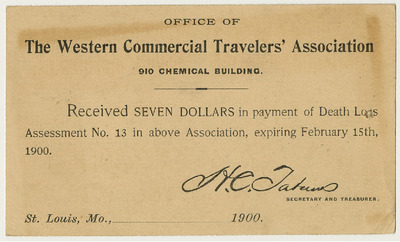 OFFICE OF
The Western Commercial Travelers' Association
910 CHEMICAL BUILDING.
Received SEVEN DOLLARS in payment of Death Loss
Assessment No. 13 in above Association, expiring February 15th,
1900.
H.C.
SECRETARY AND TREASURER.
St. Louis, Mo., 1900.